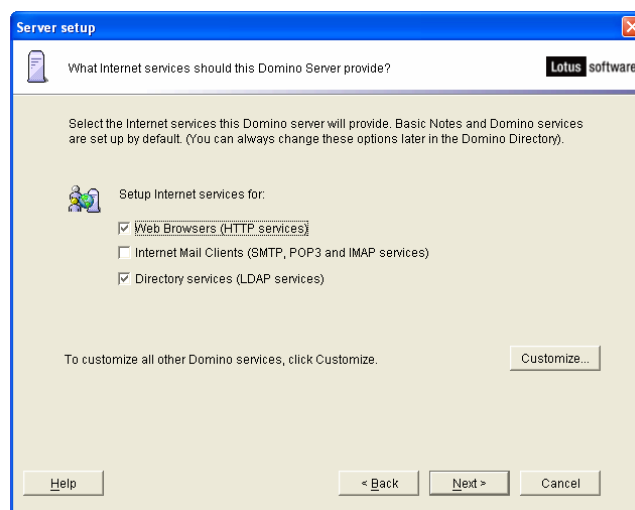 Server setup
What Internet services should this Domino Server provide?
Lotus software
Select the Internet services this Domino server will provide. Basic Notes and Domino services
are set up by default. (You can always change these options later in the Domino Directory).
Setup Internet services for:
Web Browsers (HTTP services)
Internet Mail Clients (SMTP, POP3 and IMAP services)
Directory services (LDAP services)
To customize all other Domino services, click Customize.
Customize...
Help
< Back
Next >
Cancel